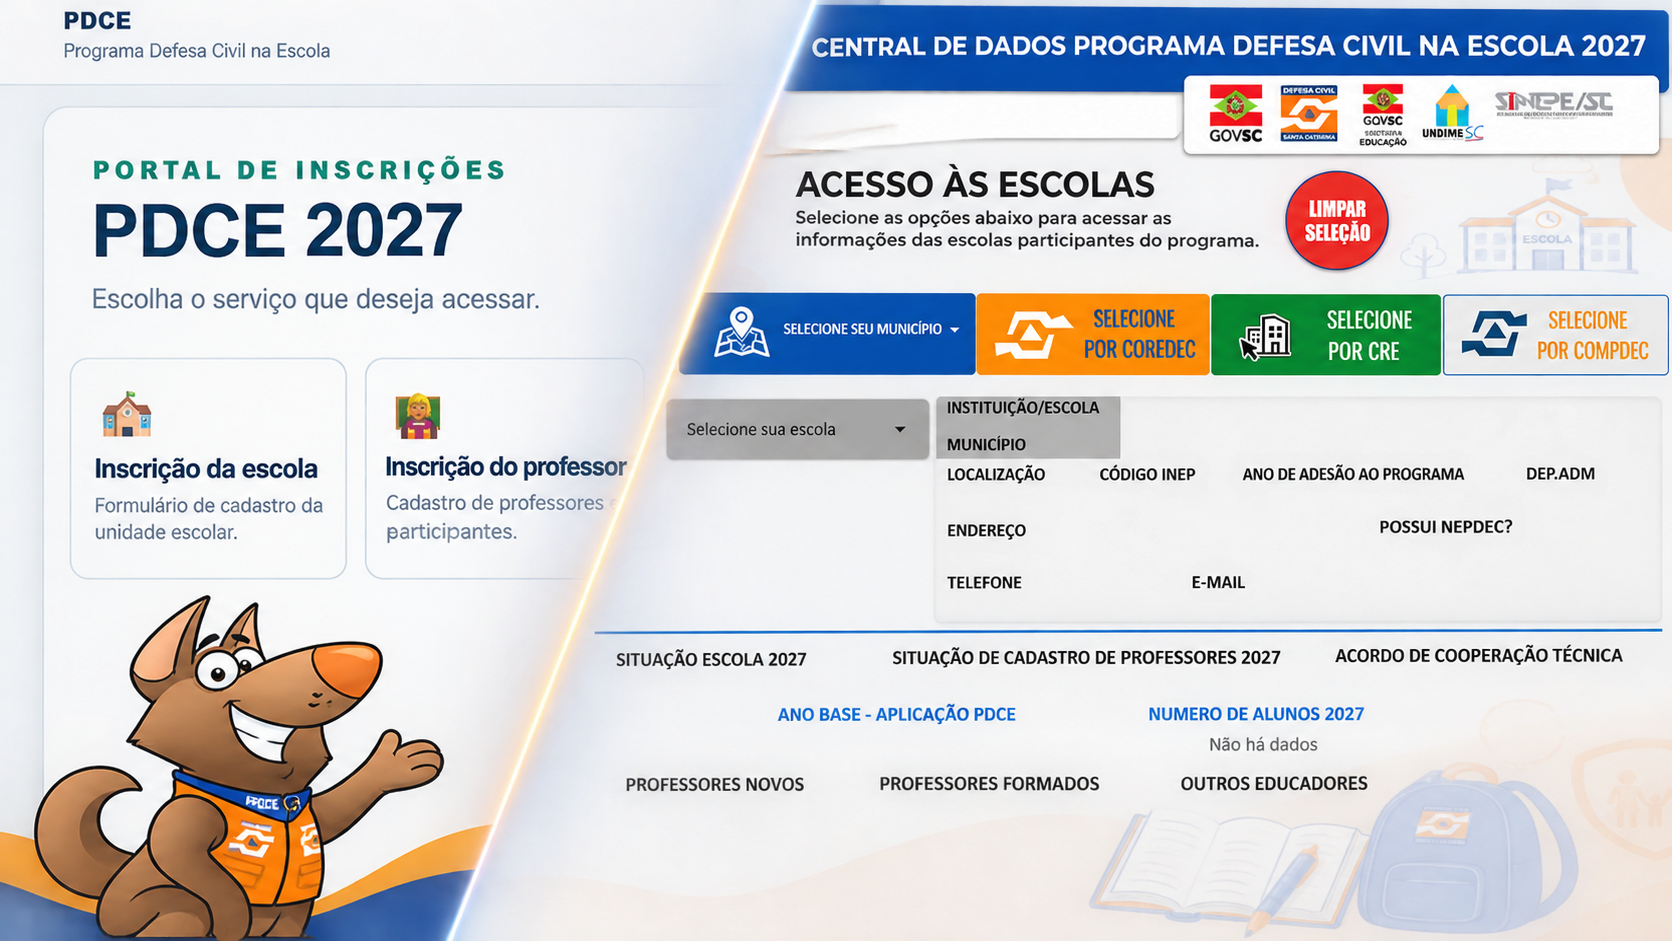 PDCE
Programa Defesa Civil na Escola
PORTAL DE INSCRIÇÕES
PDCE 2027
Escolha o serviço que deseja acessar.
Inscrição da escola
Formulário de cadastro da
unidade escolar.
Inscrição do professor
Cadastro de professores e
participantes.
PPDCE
CENTRAL DE DADOS PROGRAMA DEFESA CIVIL NA ESCOLA 2027
GOVSC
DEFESA CIVIL
SANTA CATARINA
GOVSC
EDUCAÇÃO
UNDIME SC
SINEPE/SC
ACESSO ÀS ESCOLAS
Selecione as opções abaixo para acessar as
informações das escolas participantes do programa.
LIMPAR
SELEÇÃO
ESCOLA
SELECIONE SEU MUNICÍPIO
SELECIONE
POR COREDEC
SELECIONE
POR CRE
SELECIONE
POR COMPDEC
Selecione sua escola
INSTITUIÇÃO/ESCOLA
MUNICÍPIO
LOCALIZAÇÃO CÓDIGO INEP ANO DE ADESÃO AO PROGRAMA DEP.ADM
ENDEREÇO POSSUI NEPDEC?
TELEFONE E-MAIL
SITUAÇÃO ESCOLA 2027 SITUAÇÃO DE CADASTRO DE PROFESSORES 2027 ACORDO DE COOPERAÇÃO TÉCNICA
ANO BASE - APLICAÇÃO PDCE NUMERO DE ALUNOS 2027
Não há dados
PROFESSORES NOVOS PROFESSORES FORMADOS OUTROS EDUCADORES